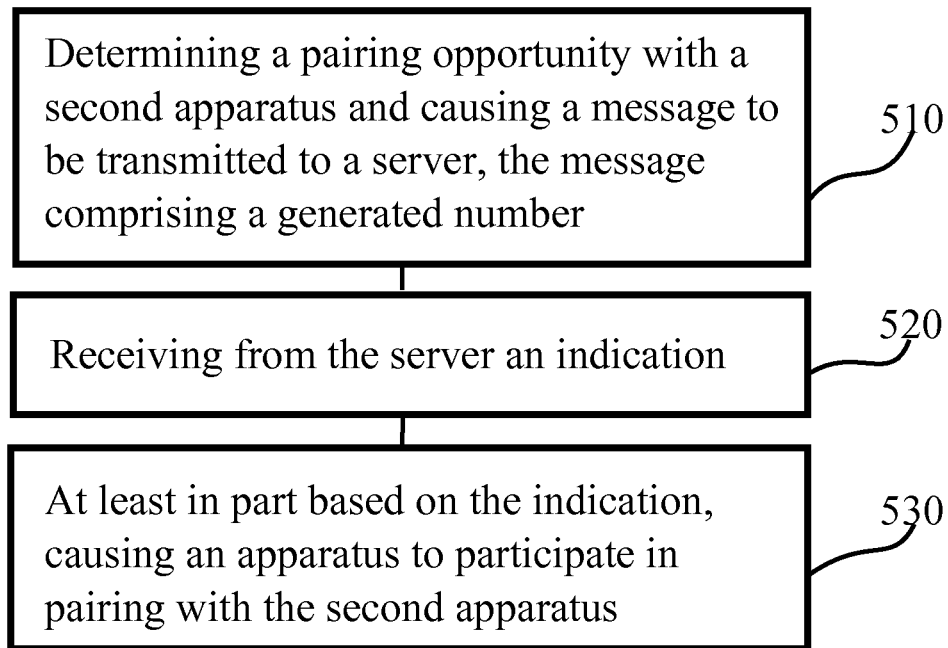 Determining a pairing opportunity with a
second apparatus and causing a message to
be transmitted to a server, the message
comprising a generated number
510
Receiving from the server an indication
520
At least in part based on the indication,
causing an apparatus to participate in
pairing with the second apparatus
530